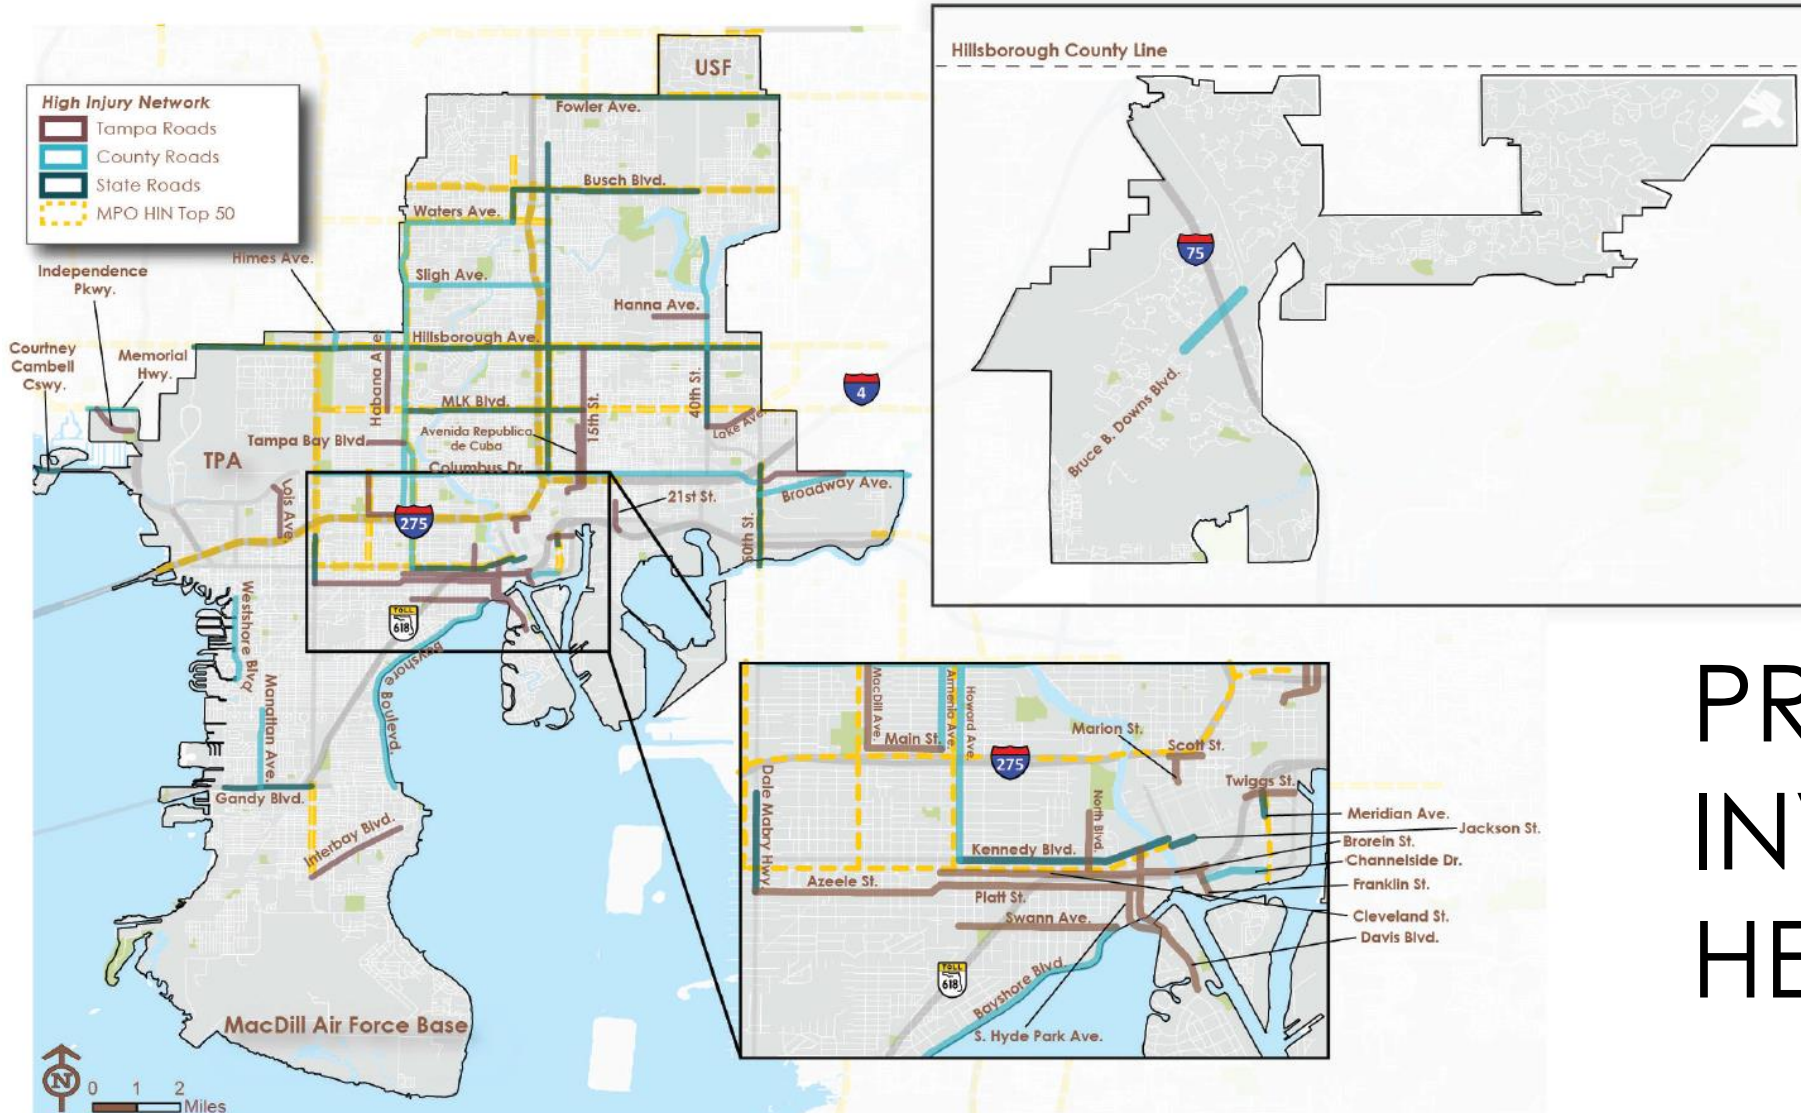 High Injury Network
Tampa Roads
County Roads
State Roads
MPO HIN Top 50
USF
Fowler Ave.
Busch Blvd.
Waters Ave.
Himes Ave.
Independence
Pkwy.
Sligh Ave.
Hanna Ave.
Hillsborough Ave.
Courtney
Cambell
Cswy.
Memorial
Hwy.
Habana A e
MLK Blvd.
15th St.
40th St.
Lake Ave.
4
Tampa Bay Blvd.
Avenida Republica
de Cuba
TPA
Columbus Dr.
Lois Ave.
21st St.
Broadway Ave.
275
50th St.
TOLL
618
Westshore Blvd.
Bayshore Boulevd.
Manattan Ave.
Gandy Blvd.
Interbay Blvd.
MacDill Air Force Base
N
0 1 2
Miles
Hillsborough County Line
75
Bruce B. Downs Blvd.
MacDill Ave.
Armenia Ave.
Howard Ave.
Main St.
Marion St.
Scott St.
275
Dale Mabry Hwy.
Twiggs St.
North Blvd.
Meridian Ave.
Jackson St.
Kennedy Blvd.
Brorein St.
Channelside Dr.
Azeele St.
Franklin St.
Platt St.
Swann Ave.
Cleveland St.
Davis Blvd.
TOLL
618
Bayshore Blvd.
S. Hyde Park Ave.
PR
IN
HE